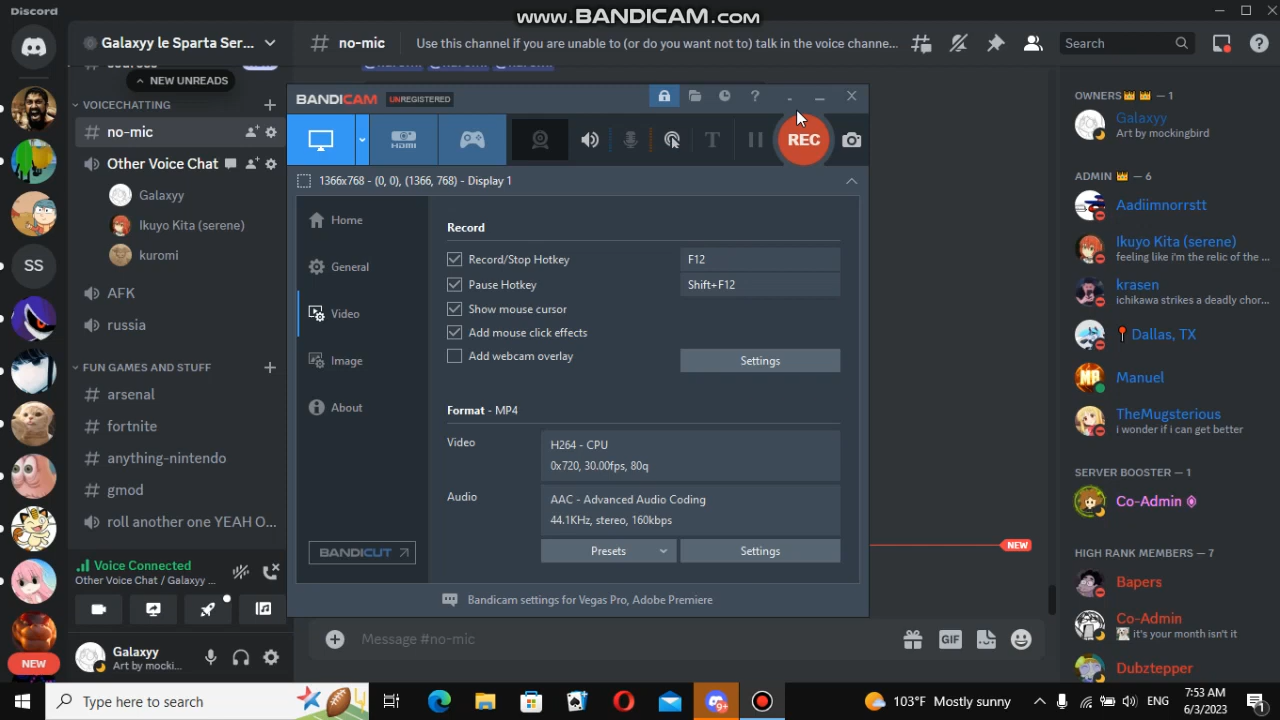 www.BANDICAM.com
Discord
Galaxyy le Sparta Ser...
no-mic
Use this channel if you are unable to (or do you want not to) talk in the voice channe...
Search
NEW UNREADS
VOICECHATTING
no-mic
Other Voice Chat
Galaxyy
Ikuyo Kita (serene)
kuromi
SS
AFK
russia
FUN GAMES AND STUFF
arsenal
fortnite
anything-nintendo
gmod
roll another one YEAH O...
Voice Connected
Other Voice Chat / Galaxyy ...
Galaxyy
Art by mocki...
NEW
BANDICAM UNREGISTERED
HDMI
T
REC
1366x768 - (0, 0), (1366, 768) - Display 1
Home
General
Video
Image
About
BANDICUT
Record
Record/Stop Hotkey
F12
Pause Hotkey
Shift+F12
Show mouse cursor
Add mouse click effects
Add webcam overlay
Settings
Format - MP4
Video
H264 - CPU
0x720, 30.00fps, 80q
Audio
AAC - Advanced Audio Coding
44.1KHz, stereo, 160kbps
Presets
Settings
Bandicam settings for Vegas Pro, Adobe Premiere
NEW
Message #no-mic
GIF
OWNERS — 1
Galaxyy
Art by mockingbird
ADMIN — 6
Aadiimnorrstt
Ikuyo Kita (serene)
feeling like i'm the relic of the ...
krasen
ichikawa strikes a deadly chor...
Dallas, TX
Manuel
TheMugsterious
i wonder if i can get better
SERVER BOOSTER — 1
Co-Admin
HIGH RANK MEMBERS — 7
Bapers
Co-Admin
it's your month isn't it
Dubztepper
Type here to search
9+
103°F Mostly sunny
ENG
7:53 AM
6/3/2023
1